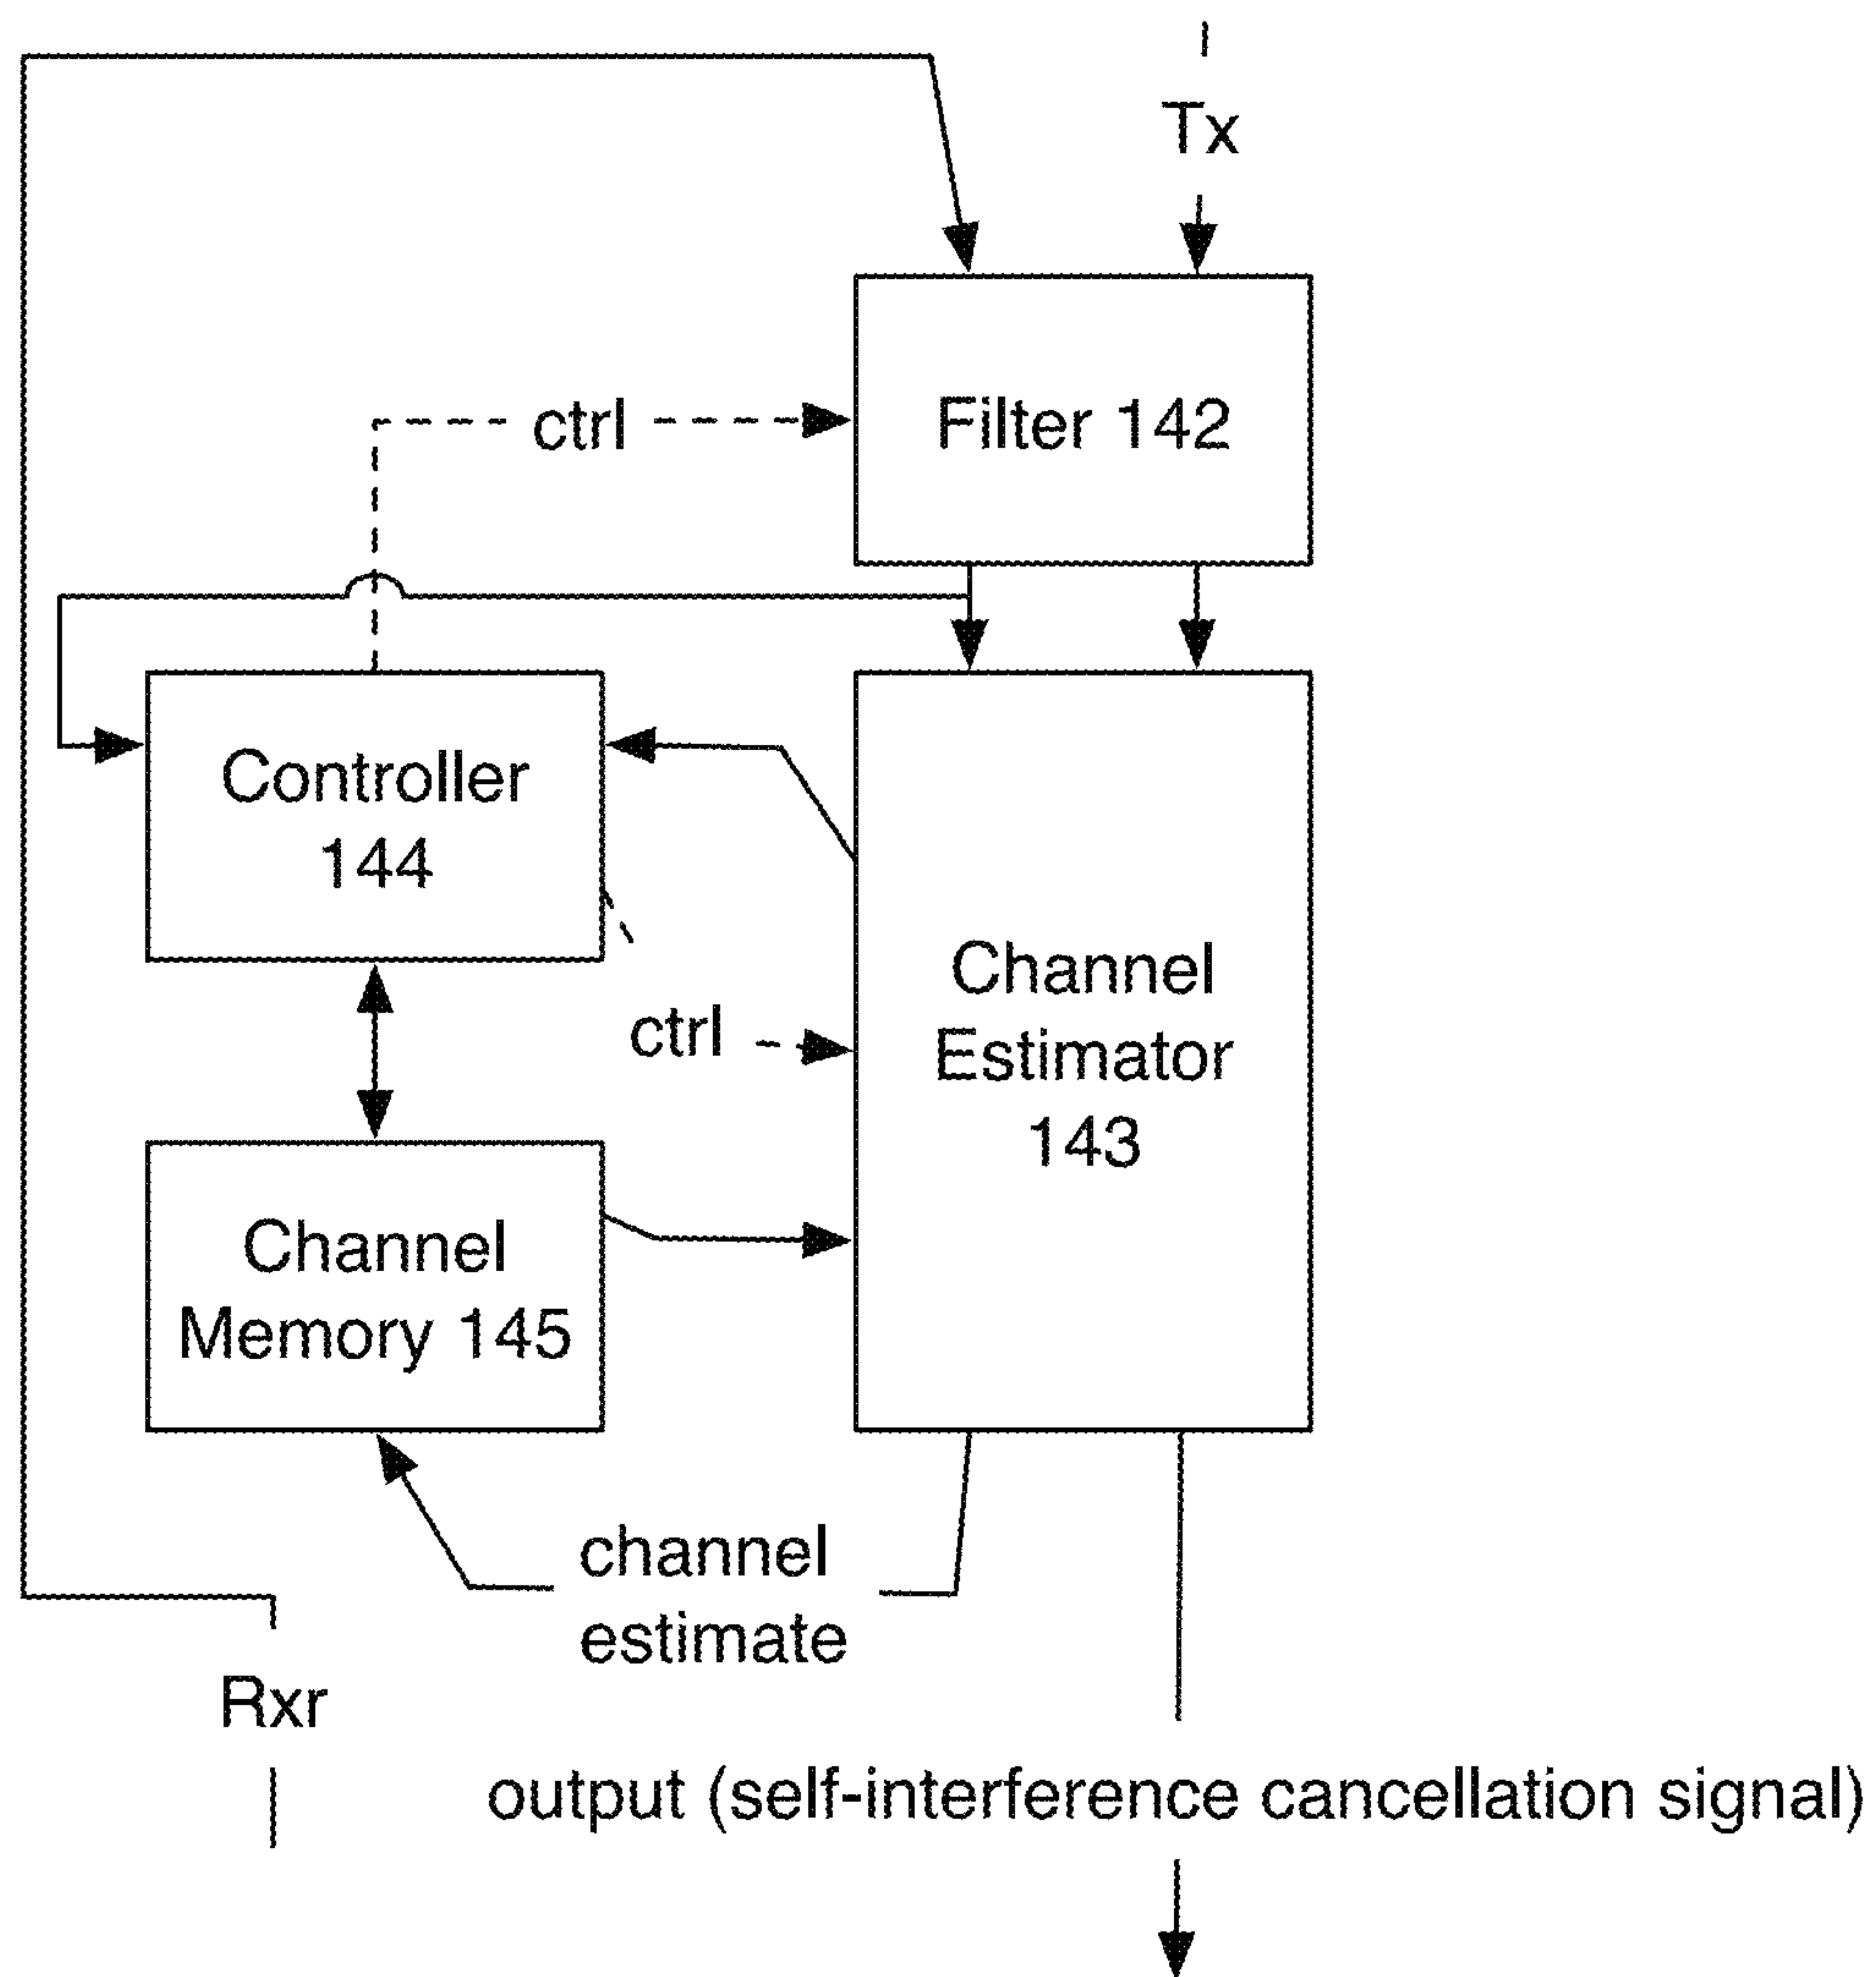 Tx
ctrl
Filter 142
Controller
144
Channel
Estimator
143
ctrl
Channel
Memory 145
channel
estimate
Rxr
output (self-interference cancellation signal)